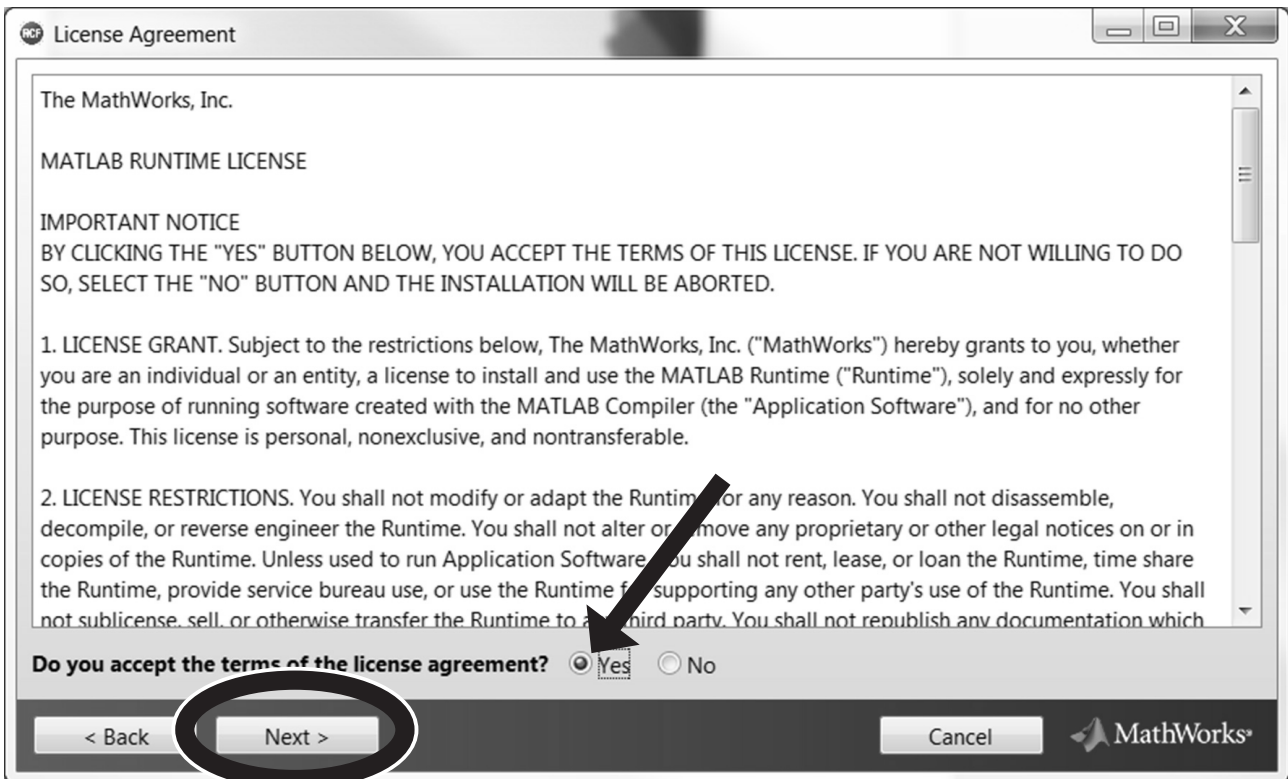 RCF License Agreement
The MathWorks, Inc.
MATLAB RUNTIME LICENSE
IMPORTANT NOTICE
BY CLICKING THE "YES" BUTTON BELOW, YOU ACCEPT THE TERMS OF THIS LICENSE. IF YOU ARE NOT WILLING TO DO
SO, SELECT THE "NO" BUTTON AND THE INSTALLATION WILL BE ABORTED.
1. LICENSE GRANT. Subject to the restrictions below, The MathWorks, Inc. ("MathWorks") hereby grants to you, whether
you are an individual or an entity, a license to install and use the MATLAB Runtime ("Runtime"), solely and expressly for
the purpose of running software created with the MATLAB Compiler (the "Application Software"), and for no other
purpose. This license is personal, nonexclusive, and nontransferable.
2. LICENSE RESTRICTIONS. You shall not modify or adapt the Runtime for any reason. You shall not disassemble,
decompile, or reverse engineer the Runtime. You shall not alter or remove any proprietary or other legal notices on or in
copies of the Runtime. Unless used to run Application Software, you shall not rent, lease, or loan the Runtime, time share
the Runtime, provide service bureau use, or use the Runtime for supporting any other party's use of the Runtime. You shall
not sublicense, sell, or otherwise transfer the Runtime to any third party. You shall not republish any documentation which
Do you accept the terms of the license agreement? Yes No
< Back Next > Cancel MathWorks®